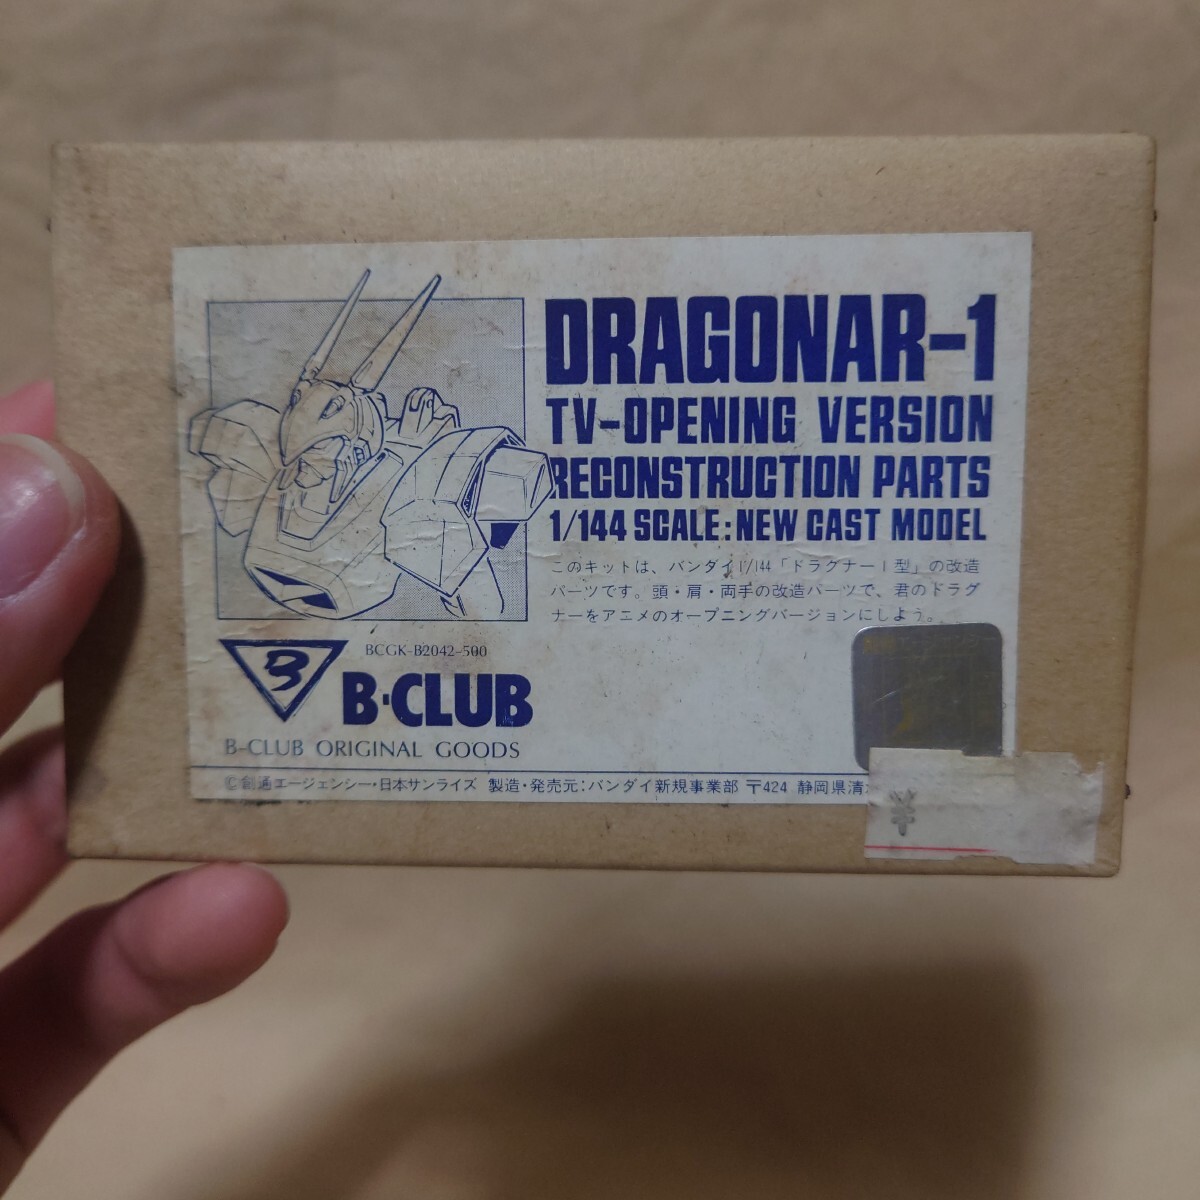 DRAGONAR-1
TV-OPENING VERSION
RECONSTRUCTION PARTS
1/144 SCALE:NEW CAST MODEL
このキットは、バンダイ1/144「ドラグナーI型」の改造
パーツです。頭・肩・両手の改造パーツで、君のドラグ
ナーをアニメのオープニングバージョンにしよう。
BCGK-B2042-500
B
B·CLUB
B-CLUB ORIGINAL GOODS
©創通エージェンシー・日本サンライズ 製造・発売元:バンダイ新規事業部 〒424 静岡県清
¥